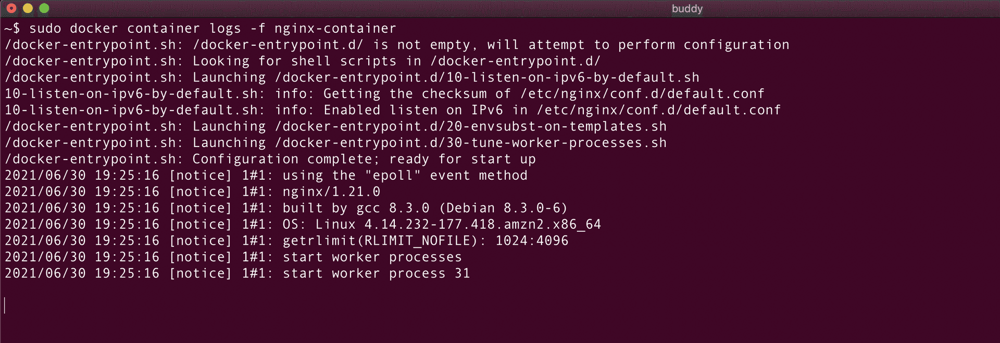 buddy
~$ sudo docker container logs -f nginx-container
/docker-entrypoint.sh: /docker-entrypoint.d/ is not empty, will attempt to perform configuration
/docker-entrypoint.sh: Looking for shell scripts in /docker-entrypoint.d/
/docker-entrypoint.sh: Launching /docker-entrypoint.d/10-listen-on-ipv6-by-default.sh
10-listen-on-ipv6-by-default.sh: info: Getting the checksum of /etc/nginx/conf.d/default.conf
10-listen-on-ipv6-by-default.sh: info: Enabled listen on IPv6 in /etc/nginx/conf.d/default.conf
/docker-entrypoint.sh: Launching /docker-entrypoint.d/20-envsubst-on-templates.sh
/docker-entrypoint.sh: Launching /docker-entrypoint.d/30-tune-worker-processes.sh
/docker-entrypoint.sh: Configuration complete; ready for start up
2021/06/30 19:25:16 [notice] 1#1: using the "epoll" event method
2021/06/30 19:25:16 [notice] 1#1: nginx/1.21.0
2021/06/30 19:25:16 [notice] 1#1: built by gcc 8.3.0 (Debian 8.3.0-6)
2021/06/30 19:25:16 [notice] 1#1: OS: Linux 4.14.232-177.418.amzn2.x86_64
2021/06/30 19:25:16 [notice] 1#1: getrlimit(RLIMIT_NOFILE): 1024:4096
2021/06/30 19:25:16 [notice] 1#1: start worker processes
2021/06/30 19:25:16 [notice] 1#1: start worker process 31